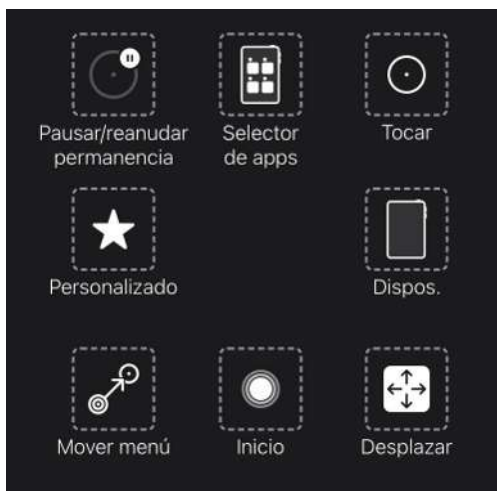 Pausar/reanudar
permanencia
Selector
de apps
Tocar
Personalizado
Dispos.
Mover menú
Inicio
Desplazar